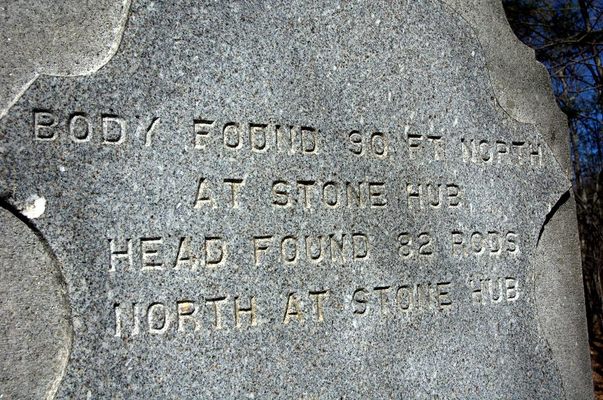 BODY FOUND 90 FT NORTH
AT STONE HUB
HEAD FOUND 82 RODS
NORTH AT STONE HUB